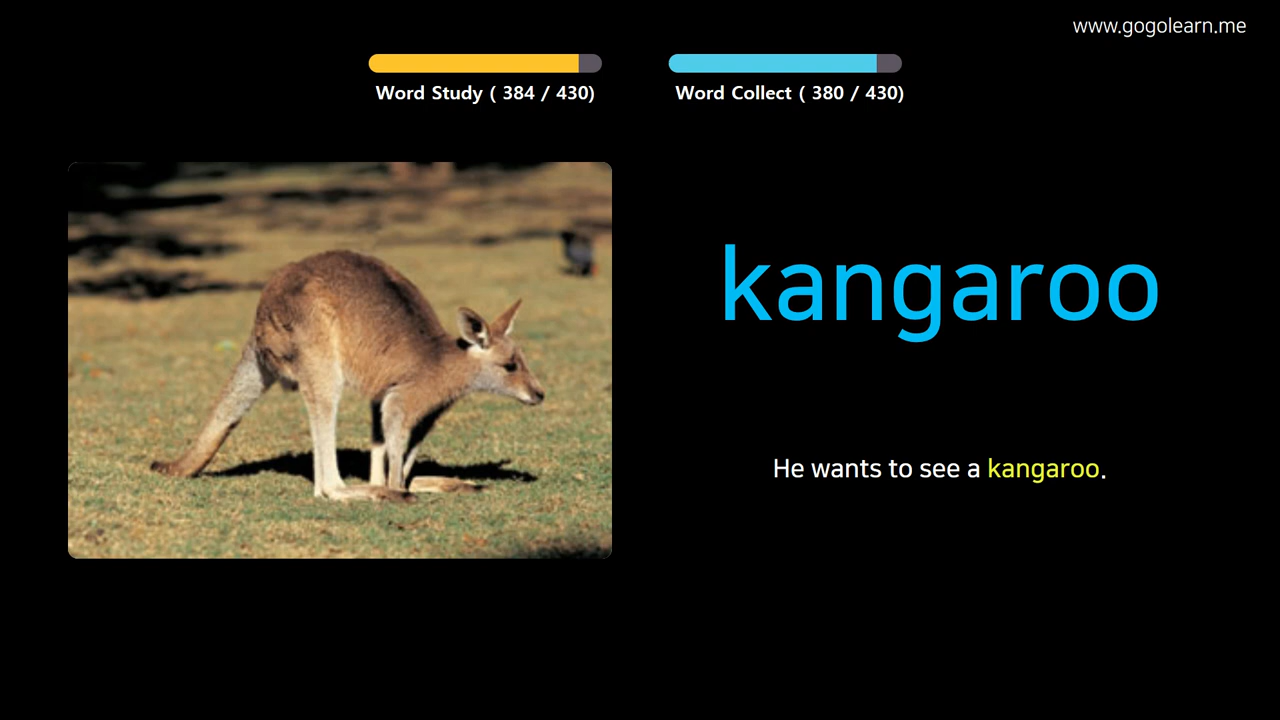 www.gogolearn.me
Word Study ( 384 / 430)
Word Collect ( 380 / 430)
kangaroo
He wants to see a kangaroo.